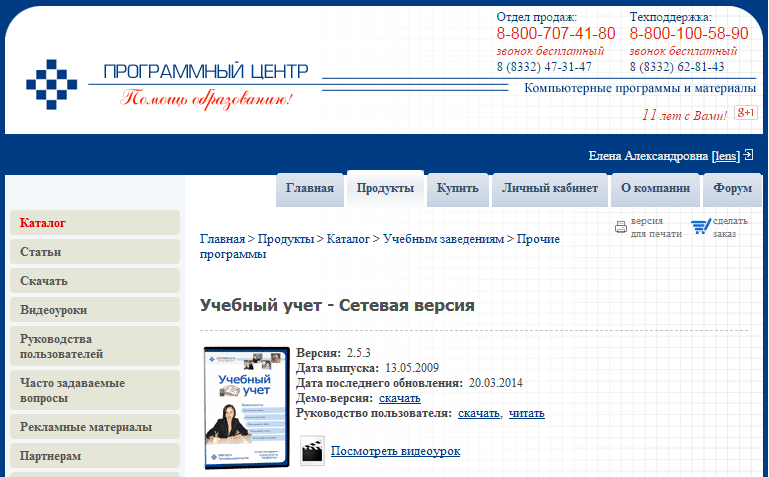 Отдел продаж:
8-800-707-41-80
звонок бесплатный
8 (8332) 47-31-47
Техподдержка:
8-800-100-58-90
звонок бесплатный
8 (8332) 62-81-43
ПРОГРАММНЫЙ ЦЕНТР
Помощь образованию!
Компьютерные программы и материалы
11 лет с Вами!
g+1
Елена Александровна [lens]
Главная
Продукты
Купить
Личный кабинет
О компании
Форум
Каталог
Статьи
Скачать
Видеоуроки
Руководства
пользователей
Часто задаваемые
вопросы
Рекламные материалы
Партнерам
версия
для печати
сделать
заказ
Главная > Продукты > Каталог > Учебным заведениям > Прочие
программы
Учебный учет - Сетевая версия
Учебный
учет
Версия: 2.5.3
Дата выпуска: 13.05.2009
Дата последнего обновления: 20.03.2014
Демо-версия: скачать
Руководство пользователя: скачать, читать
Посмотреть видеоурок